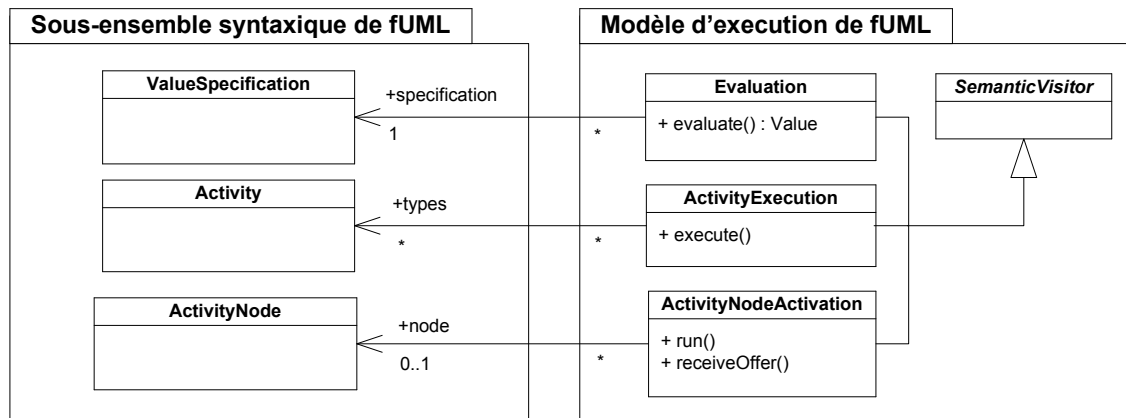 Sous-ensemble syntaxique de fUML
Modèle d'execution de fUML
ValueSpecification
+specification
1
*
Evaluation
+ evaluate() : Value
SemanticVisitor
Activity
+types
*
*
ActivityExecution
+ execute()
ActivityNode
+node
0..1
*
ActivityNodeActivation
+ run()
+ receiveOffer()